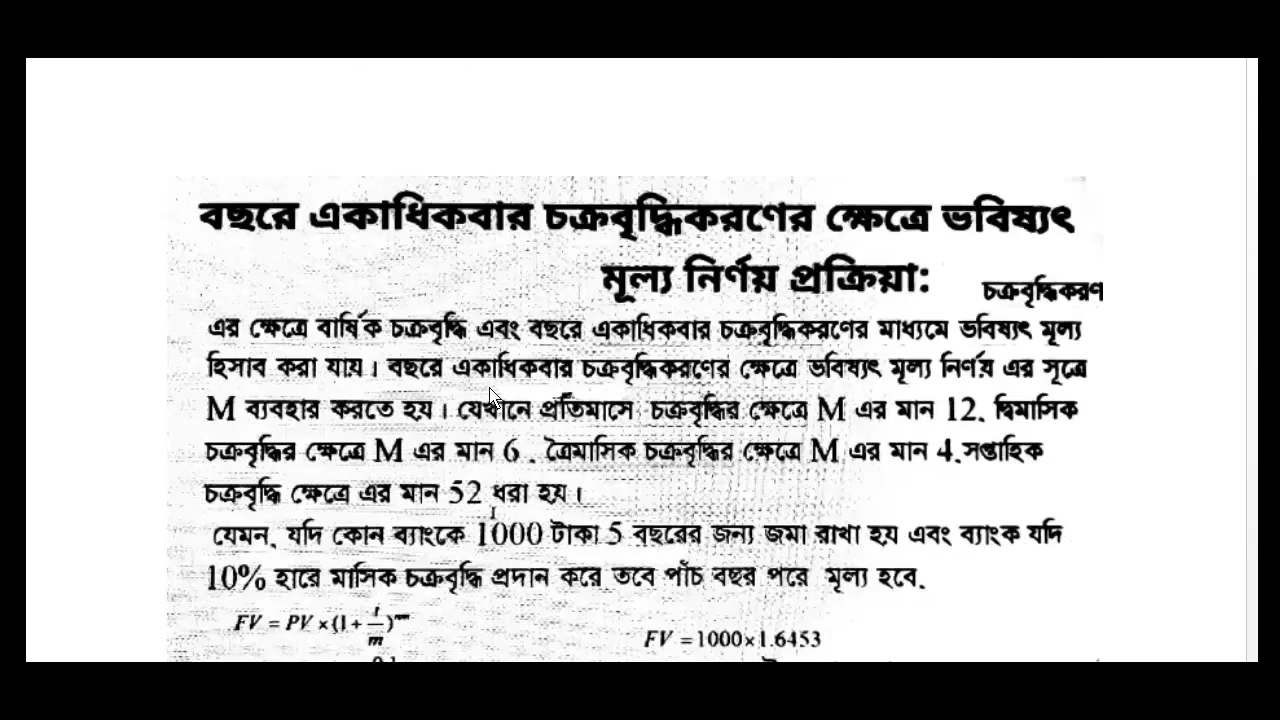 বছরে একাধিকবার চক্রবৃদ্ধিকরণের ক্ষেত্রে ভবিষ্যৎ
মূল্য নির্ণয় প্রক্রিয়া:
চক্রবৃদ্ধিকরণ
এর ক্ষেত্রে বার্ষিক চক্রবৃদ্ধি এবং বছরে একাধিকবার চক্রবৃদ্ধিকরণের মাধ্যমে ভবিষ্যৎ মূল্য
হিসাব করা যায়। বছরে একাধিকবার চক্রবৃদ্ধিকরণের ক্ষেত্রে ভবিষ্যৎ মূল্য নির্ণয় এর সূত্রে
M ব্যবহার করতে হয়। যেখানে প্রতিমাসে চক্রবৃদ্ধির ক্ষেত্রে M এর মান 12, দ্বিমাসিক
চক্রবৃদ্ধির ক্ষেত্রে M এর মান 6 , ত্রৈমাসিক চক্রবৃদ্ধির ক্ষেত্রে M এর মান 4,সপ্তাহিক
চক্রবৃদ্ধি ক্ষেত্রে এর মান 52 ধরা হয়।
যেমন, যদি কোন ব্যাংকে 1000 টাকা 5 বছরের জন্য জমা রাখা হয় এবং ব্যাংক যদি
10% হারে মাসিক চক্রবৃদ্ধি প্রদান করে তবে পাঁচ বছর পরে মূল্য হবে,
FV = PV ×(1+ i/m)
FV =1000×1.6453